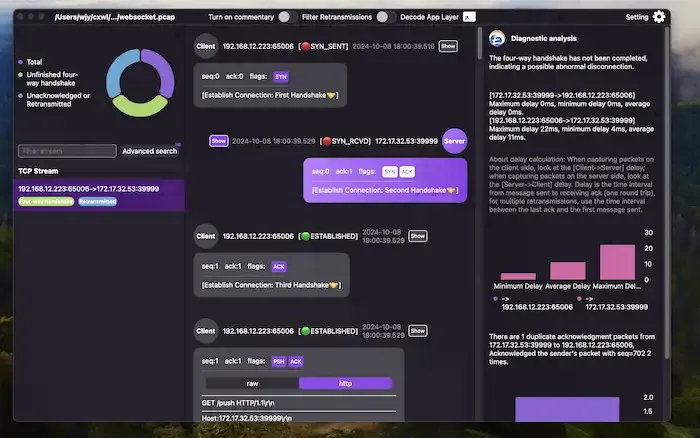 /Users/wjy/cxwl/.../websocket.pcap
Turn on commentary
Filter Retransmissions
Decode App Layer
Setting
Total
Unfinished four-
way handshake
Unacknowledged or
Retransmitted
Filter stream
Advanced search
TCP Stream
192.168.12.223:65006->172.17.32.53:39999
Four-way handshake
Retransmitted
Client
192.168.12.223:65006
[🔴SYN_SENT]
2024-10-08 18:00:39.516
Show
seq:0 ack:0 flags: SYN
[Establish Connection: First Handshake🤝]
Show
2024-10-08 18:00:39.529
[🔴SYN_RCVD]
172.17.32.53:39999
Server
seq:0 ack:1 flags: SYN ACK
[Establish Connection: Second Handshake🤝]
Client
192.168.12.223:65006
[🟢ESTABLISHED]
2024-10-08
18:00:39.529
Show
seq:1 ack:1 flags: ACK
[Establish Connection: Third Handshake🤝]
Client
192.168.12.223:65006
[🟢ESTABLISHED]
2024-10-08
18:00:39.529
Show
seq:1 ack:1 flags: PSH ACK
raw
http
GET /push HTTP/1.1\r\n
Host:172.17.32.53:39999\r\n
Diagnostic analysis
The four-way handshake has not been completed,
indicating a possible abnormal disconnection.
[172.17.32.53:39999->192.168.12.223:65006]
Maximum delay 0ms, minimum delay 0ms, average
delay 0ms.
[192.168.12.223:65006->172.17.32.53:39999]
Maximum delay 22ms, minimum delay 4ms, average
delay 11ms.
About delay calculation: When capturing packets on
the client side, look at the [Client->Server] delay;
when capturing packets on the server side, look at
the [Server->Client] delay. Delay is the time interval
from message sent to receiving ack (one round trip),
for multiple retransmissions, use the time interval
between the last ack and the first message sent.
30
20
10
0
Minimum Delay
Average Delay
Maximum Del...
->
192.168.12.223:65006
->
172.17.32.53:39999
There are 1 duplicate acknowledgment packets from
172.17.32.53:39999 to 192.168.12.223:65006,
Acknowledged the sender's packet with seq=702 2
times.
2.0
1.5